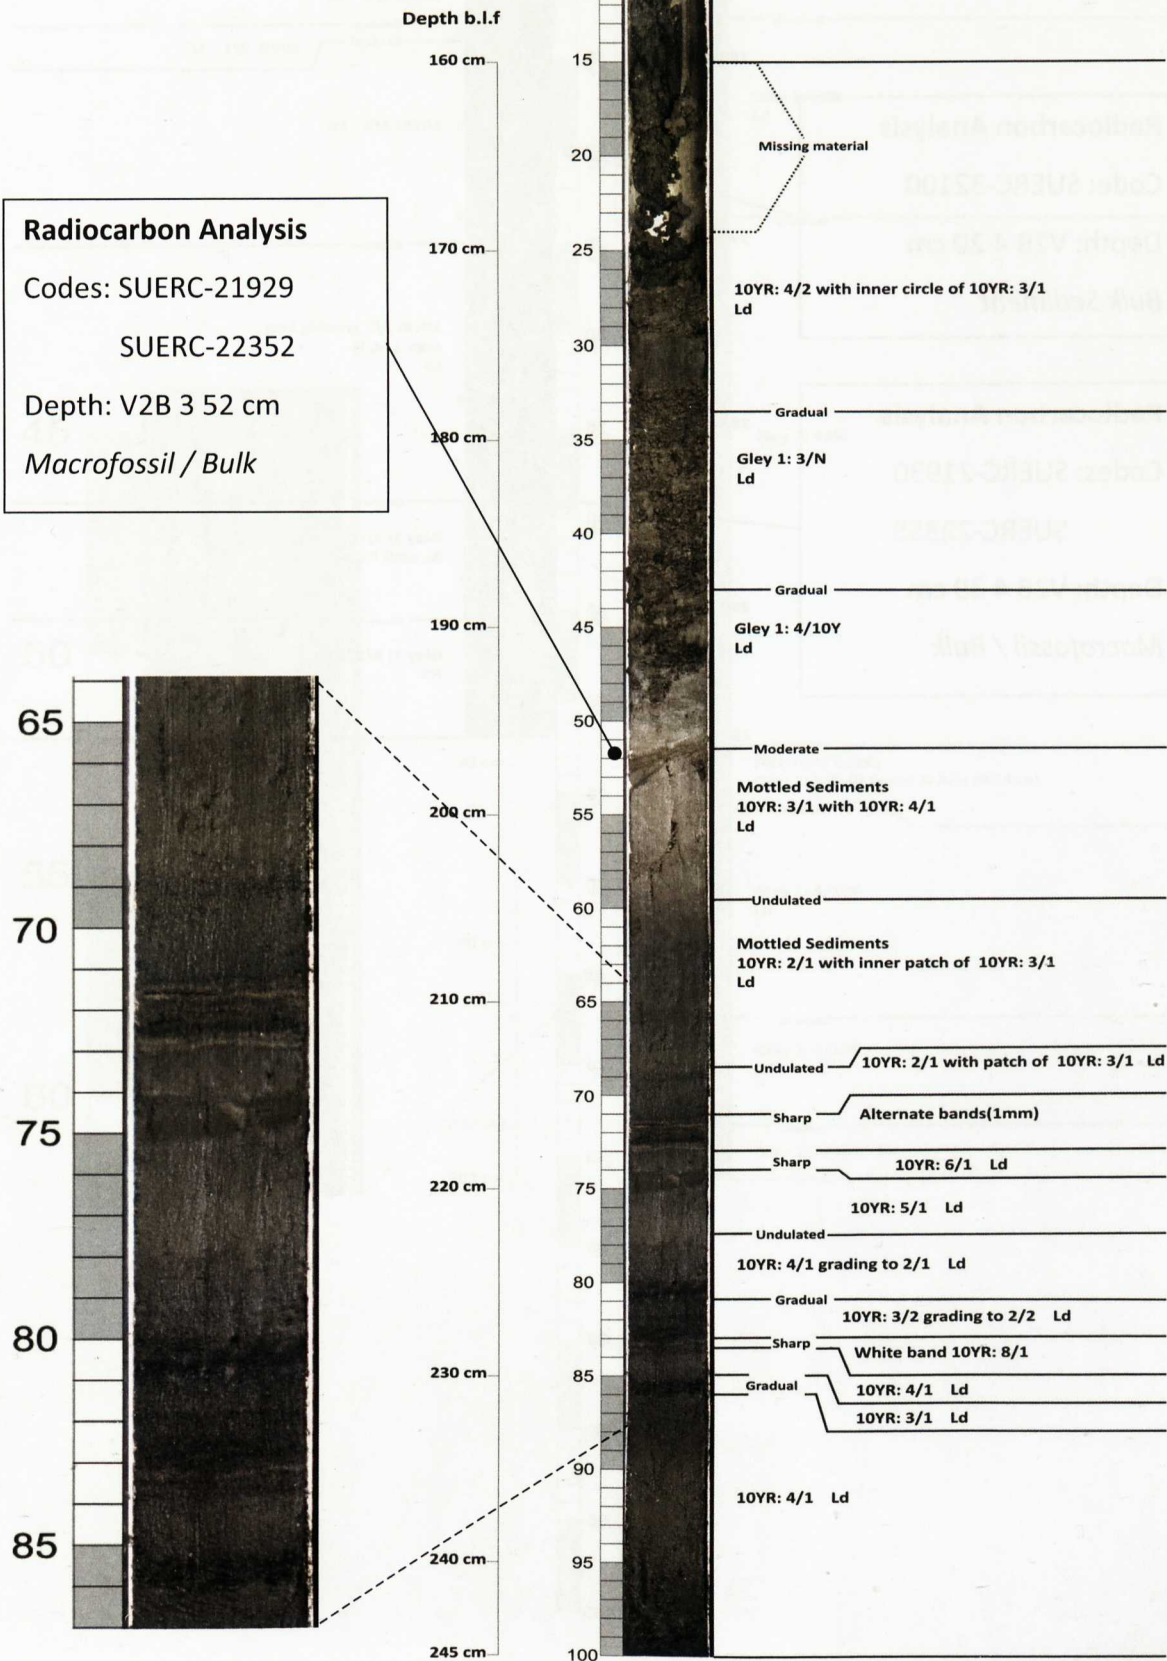 Depth b.l.f
160 cm
170 cm
180 cm
190 cm
200 cm
210 cm
220 cm
230 cm
240 cm
245 cm
Radiocarbon Analysis
Codes: SUERC-21929
SUERC-22352
Depth: V2B 3 52 cm
Macrofossil / Bulk
65
70
75
80
85
15
20
25
30
35
40
45
50
55
60
65
70
75
80
85
90
95
100
Missing material
10YR: 4/2 with inner circle of 10YR: 3/1
Ld
Gradual
Gley 1: 3/N
Ld
Gradual
Gley 1: 4/10Y
Ld
Moderate
Mottled Sediments
10YR: 3/1 with 10YR: 4/1
Ld
Undulated
Mottled Sediments
10YR: 2/1 with inner patch of 10YR: 3/1
Ld
Undulated
10YR: 2/1 with patch of 10YR: 3/1 Ld
Sharp
Alternate bands(1mm)
Sharp
10YR: 6/1 Ld
10YR: 5/1 Ld
Undulated
10YR: 4/1 grading to 2/1 Ld
Gradual
10YR: 3/2 grading to 2/2 Ld
Sharp
White band 10YR: 8/1
Gradual
10YR: 4/1 Ld
10YR: 3/1 Ld
10YR: 4/1 Ld